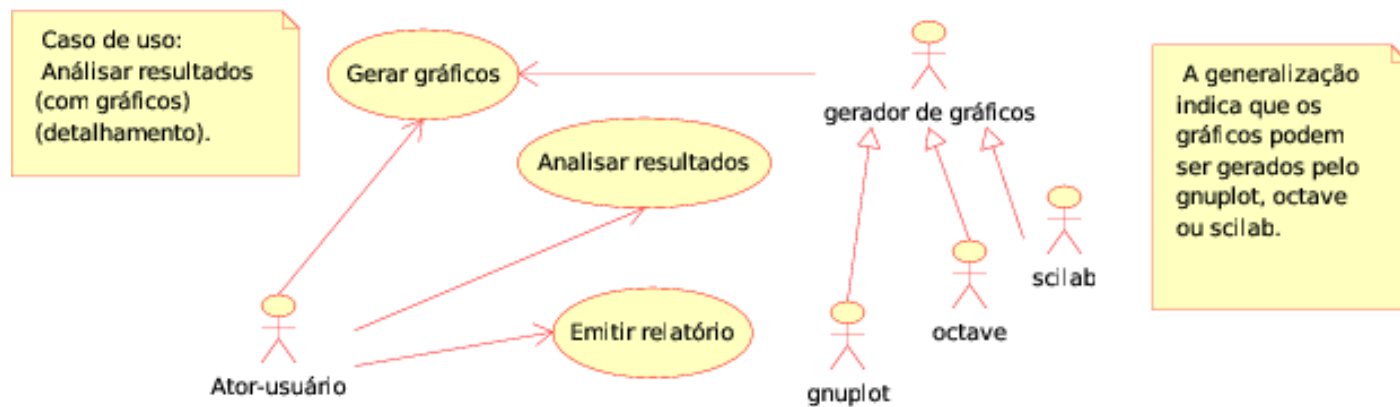 Caso de uso:
Análisar resultados
(com gráficos)
(detalhamento).
Gerar gráficos
gerador de gráficos
Analisar resultados
scilab
octave
Emitir relatório
Ator-usuário
gnuplot
A generalização
indica que os
gráficos podem
ser gerados pelo
gnuplot, octave
ou scilab.